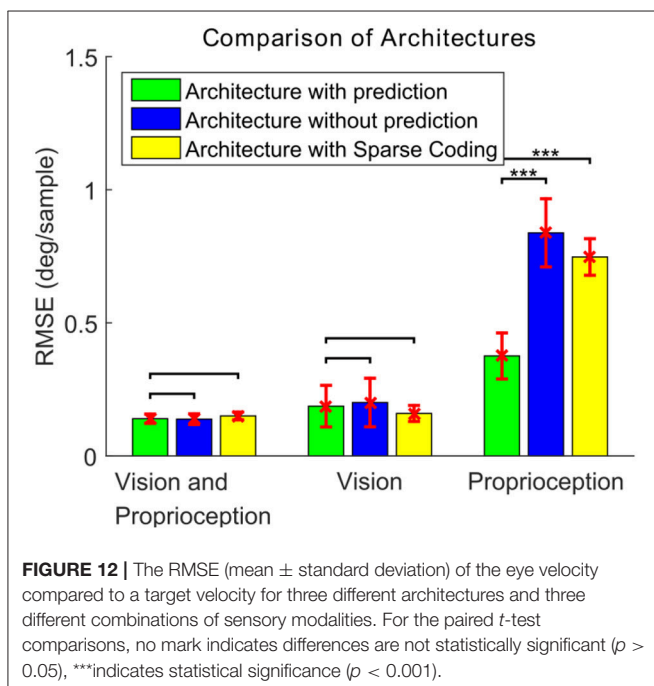 Comparison of Architectures
1.5
Architecture with prediction
Architecture without prediction
Architecture with Sparse Coding
***
***
1
RMSE (deg/sample)
0.5
0
Vision and
Proprioception
Vision
Proprioception
FIGURE 12 | The RMSE (mean ± standard deviation) of the eye velocity
compared to a target velocity for three different architectures and three
different combinations of sensory modalities. For the paired t-test
comparisons, no mark indicates differences are not statistically significant (p >
0.05), ***indicates statistical significance (p < 0.001).